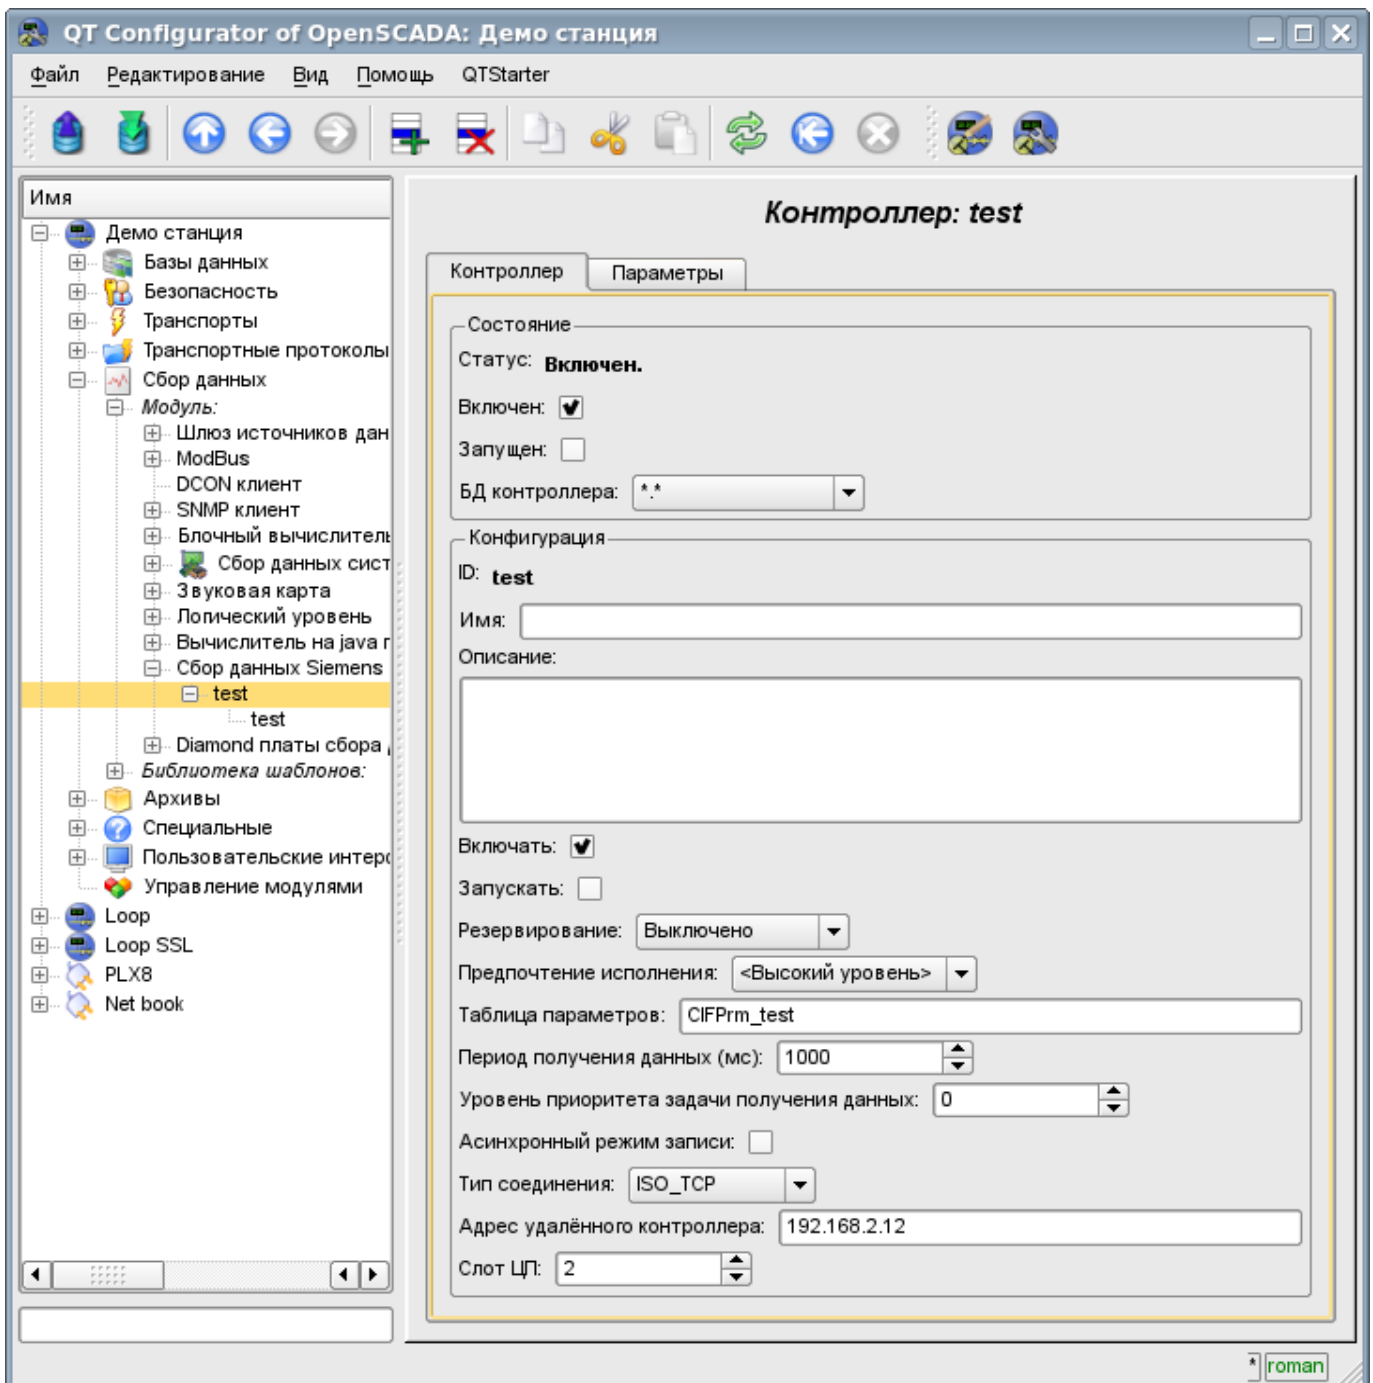 QT Configurator of OpenSCADA: Демо станция
Файл Редактирование Вид Помощь QTStarter
Имя
Демо станция
Базы данных
Безопасность
Транспорты
Транспортные протоколы
Сбор данных
Модуль:
Шлюз источников дан
ModBus
DCON клиент
SNMP клиент
Блочный вычислитель
Сбор данных сист
Звуковая карта
Логический уровень
Вычислитель на java п
Сбор данных Siemens
test
test
Diamond платы сбора
Библиотека шаблонов:
Архивы
Специальные
Пользовательские интерф
Управление модулями
Loop
Loop SSL
PLX8
Net book
Контроллер: test
Контроллер Параметры
Состояние
Статус: Включен.
Включен:
Запущен:
БД контроллера: *.*
Конфигурация
ID: test
Имя:
Описание:
Включать:
Запускать:
Резервирование: Выключено
Предпочтение исполнения: <Высокий уровень>
Таблица параметров: CIFPrm_test
Период получения данных (мс): 1000
Уровень приоритета задачи получения данных: 0
Асинхронный режим записи:
Тип соединения: ISO_TCP
Адрес удалённого контроллера: 192.168.2.12
Слот ЦП: 2
* roman